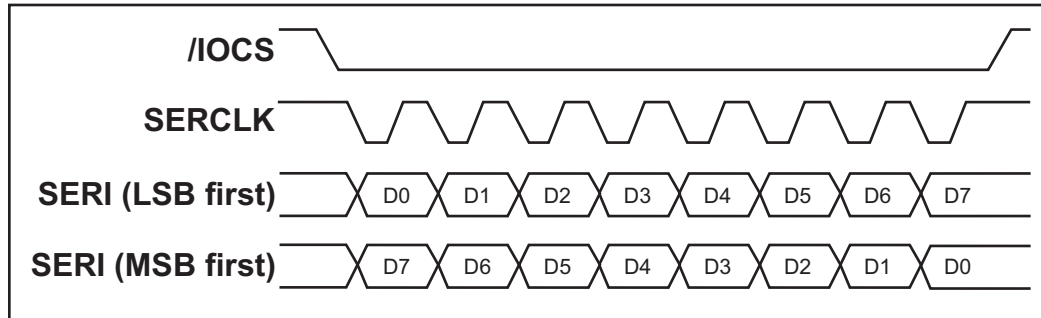 /IOCS
SERCLK
SERI (LSB first) D0 D1 D2 D3 D4 D5 D6 D7
SERI (MSB first) D7 D6 D5 D4 D3 D2 D1 D0